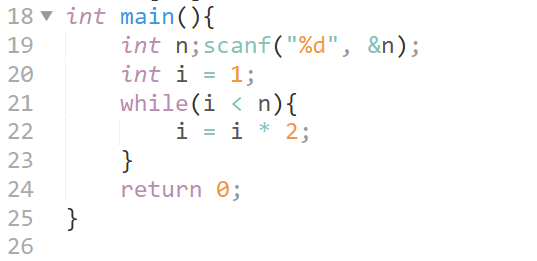 18 int main(){
19 int n;scanf("%d", &n);
20 int i = 1;
21 while(i < n){
22 i = i * 2;
23 }
24 return 0;
25 }
26